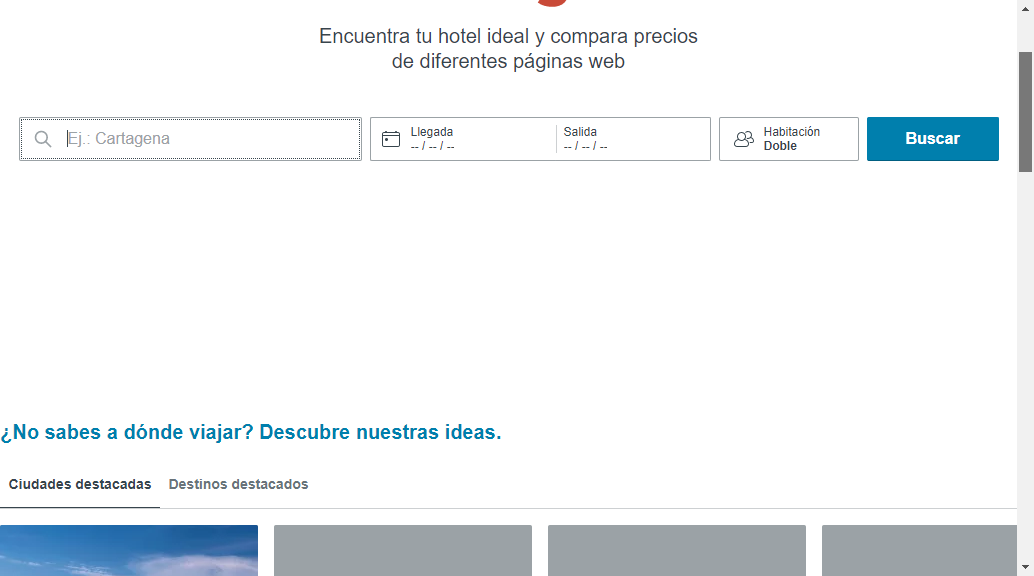 Encuentra tu hotel ideal y compara precios
de diferentes páginas web
Ej.: Cartagena
Llegada
-- / -- / --
Salida
-- / -- / --
Habitación
Doble
Buscar
¿No sabes a dónde viajar? Descubre nuestras ideas.
Ciudades destacadas
Destinos destacados